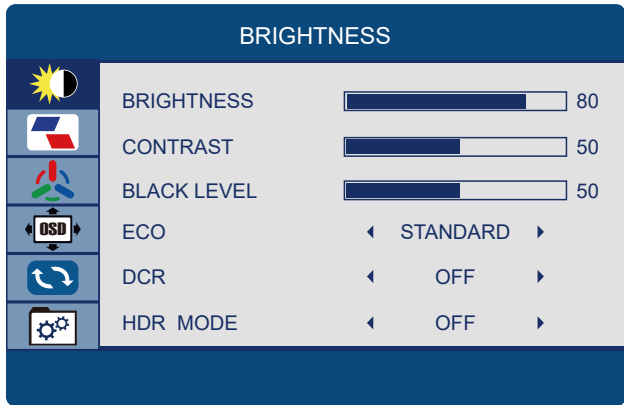 BRIGHTNESS
BRIGHTNESS 80
CONTRAST 50
BLACK LEVEL 50
OSD ECO STANDARD
DCR OFF
HDR MODE OFF